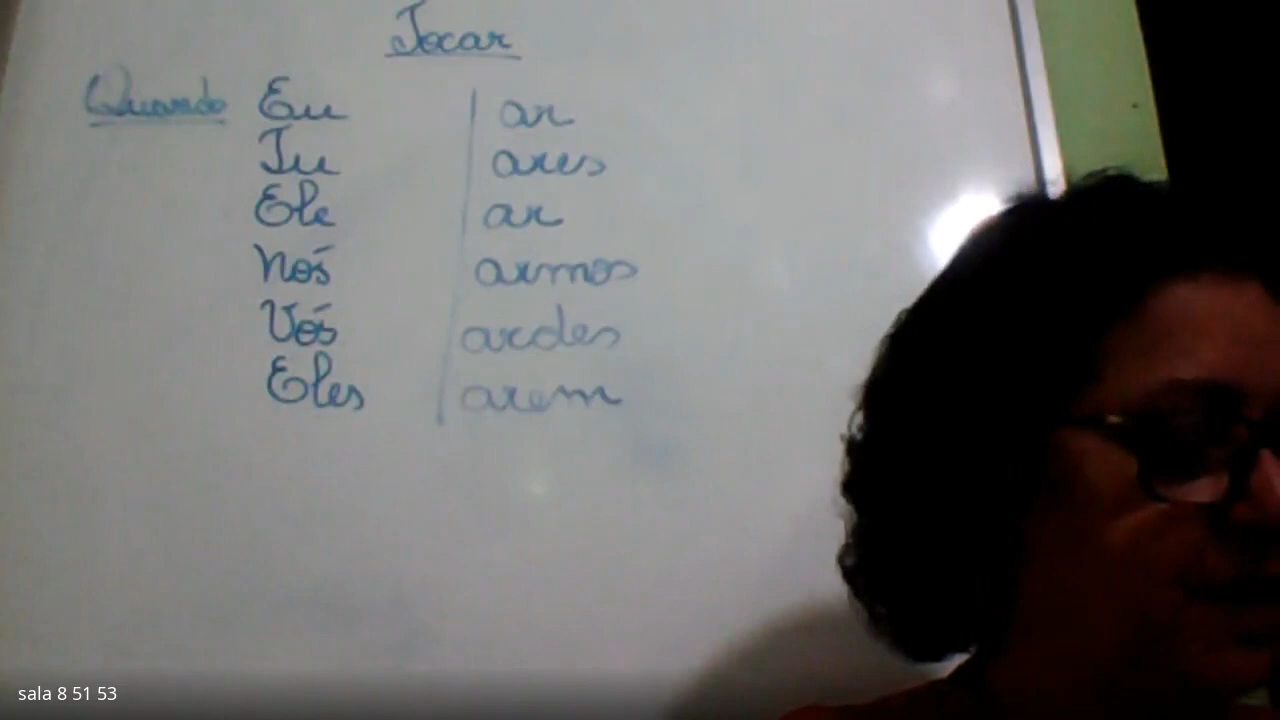 Tocar
Quando Eu ar
Tu ares
Ele ar
Nós armos
Vós ardes
Eles arem
sala 8 51 53